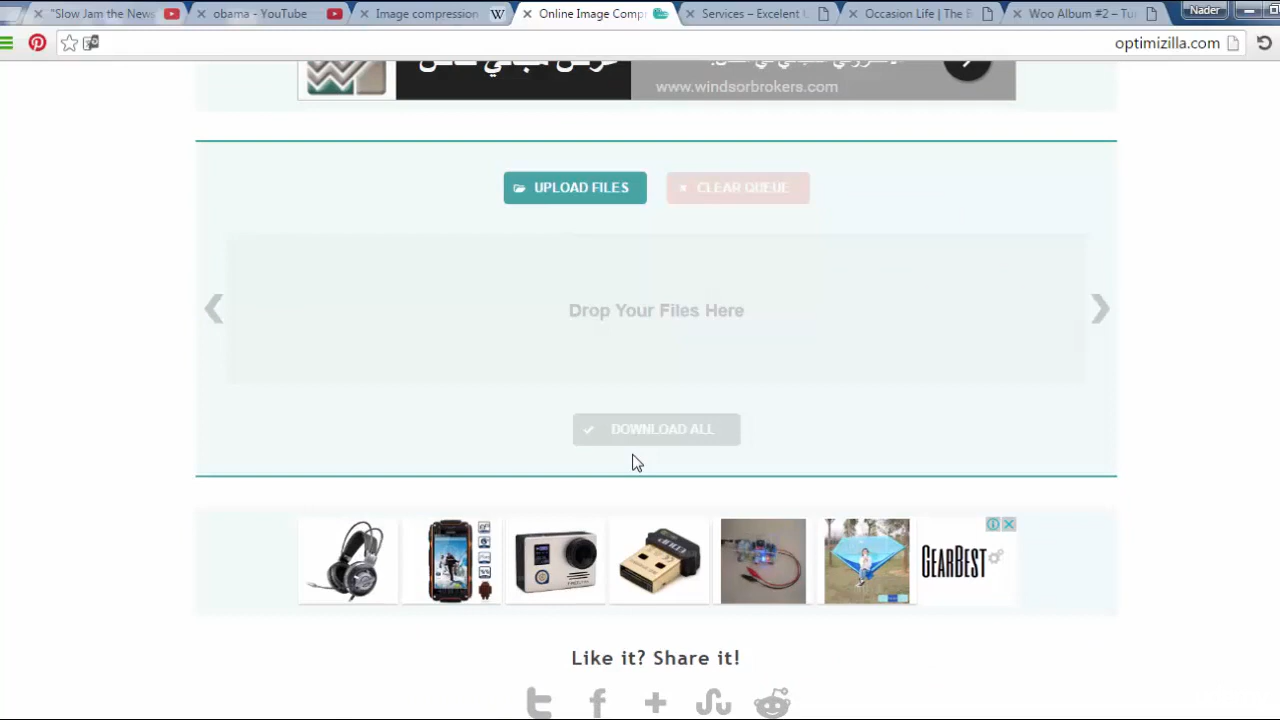 "Slow Jam the News
obama - YouTube
Image compression
Online Image Comp
Services – Excelent
Occasion Life | The
Woo Album #2 –
Nader
optimizilla.com
www.windsorbrokers.com
UPLOAD FILES
CLEAR QUEUE
Drop Your Files Here
DOWNLOAD ALL
GEARBEST
Like it? Share it!